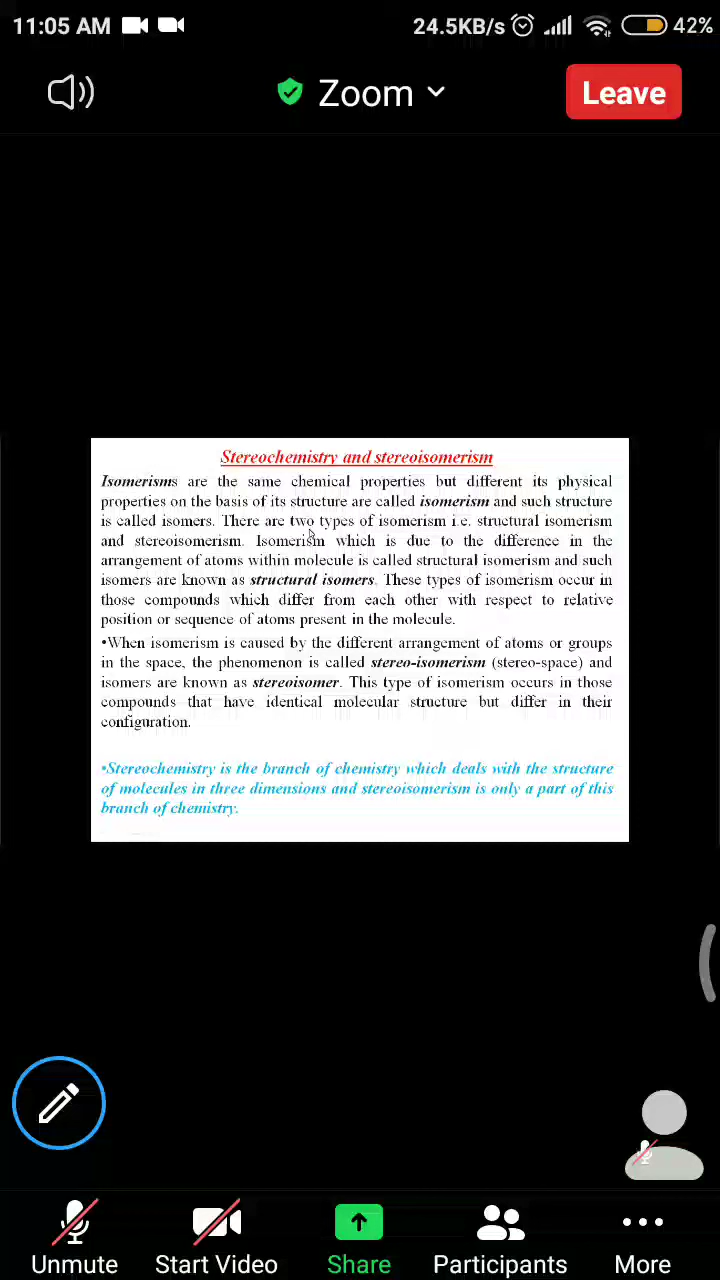 11:05 AM
24.5KB/s
42%
Zoom
Leave
Stereochemistry and stereoisomerism
Isomerisms are the same chemical properties but different its physical
properties on the basis of its structure are called isomerism and such structure
is called isomers. There are two types of isomerism i.e. structural isomerism
and stereoisomerism. Isomerism which is due to the difference in the
arrangement of atoms within molecule is called structural isomerism and such
isomers are known as structural isomers. These types of isomerism occur in
those compounds which differ from each other with respect to relative
position or sequence of atoms present in the molecule.
•When isomerism is caused by the different arrangement of atoms or groups
in the space, the phenomenon is called stereo-isomerism (stereo-space) and
isomers are known as stereoisomer. This type of isomerism occurs in those
compounds that have identical molecular structure but differ in their
configuration.
•Stereochemistry is the branch of chemistry which deals with the structure
of molecules in three dimensions and stereoisomerism is only a part of this
branch of chemistry.
Unmute
Start Video
Share
Participants
More